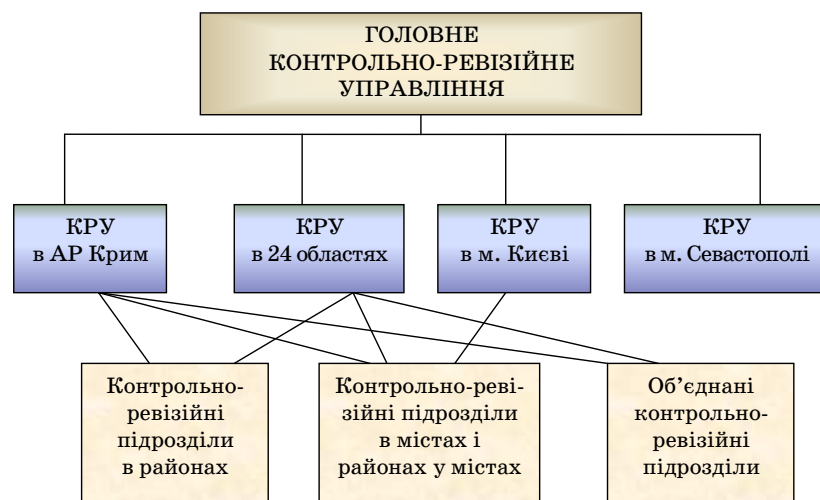 ГОЛОВНЕ
КОНТРОЛЬНО-РЕВІЗІЙНЕ
УПРАВЛІННЯ
КРУ
в АР Крим
КРУ
в 24 областях
КРУ
в м. Києві
КРУ
в м. Севастополі
Контрольно-
ревізійні
підрозділи
в районах
Контрольно-реві-
зійні підрозділи
в містах і
районах у містах
Об’єднані
контрольно-
ревізійні
підрозділи